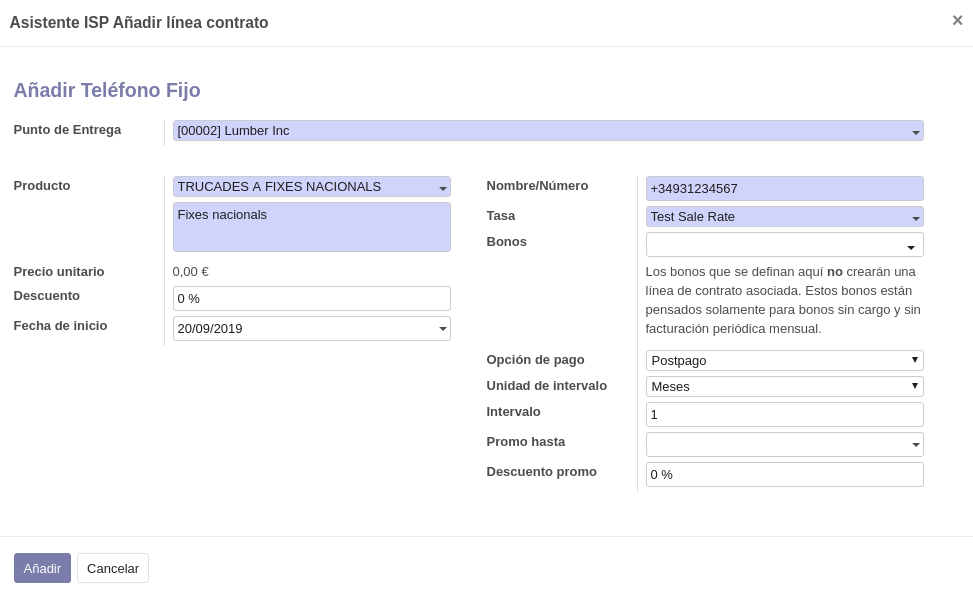 Asistente ISP Añadir línea contrato
×
Añadir Teléfono Fijo
Punto de Entrega
[00002] Lumber Inc
Producto
TRUCADES A FIXES NACIONALS
Fixes nacionals
Precio unitario
0,00 €
Descuento
0 %
Fecha de inicio
20/09/2019
Nombre/Número
+34931234567
Tasa
Test Sale Rate
Bonos
Los bonos que se definan aquí no crearán una
línea de contrato asociada. Estos bonos están
pensados solamente para bonos sin cargo y sin
facturación periódica mensual.
Opción de pago
Postpago
Unidad de intervalo
Meses
Intervalo
1
Promo hasta
Descuento promo
0 %
Añadir
Cancelar